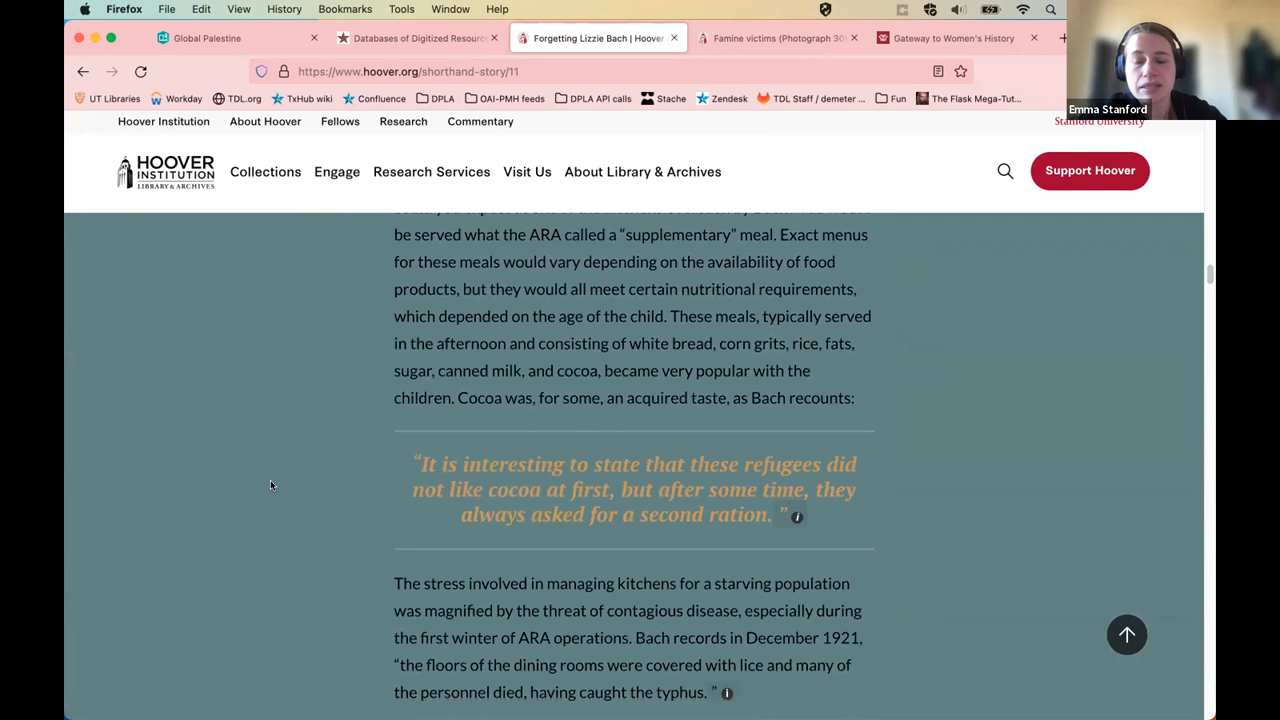 Firefox File Edit View History Bookmarks Tools Window Help
Global Palestine
Databases of Digitized Resourc
Forgetting Lizzie Bach | Hoover
Famine victims (Photograph 30
Gateway to Women's History
https://www.hoover.org/shorthand-story/11
UT Libraries Workday TDL.org TxHub wiki Confluence DPLA OAI-PMH feeds DPLA API calls Stache Zendesk TDL Staff / demeter ... Fun The Flask Mega-Tut...
Emma Stanford
Hoover Institution About Hoover Fellows Research Commentary
Stanford University
HOOVER
INSTITUTION
LIBRARY & ARCHIVES
Collections Engage Research Services Visit Us About Library & Archives
Support Hoover
be served what the ARA called a “supplementary” meal. Exact menus
for these meals would vary depending on the availability of food
products, but they would all meet certain nutritional requirements,
which depended on the age of the child. These meals, typically served
in the afternoon and consisting of white bread, corn grits, rice, fats,
sugar, canned milk, and cocoa, became very popular with the
children. Cocoa was, for some, an acquired taste, as Bach recounts:
“It is interesting to state that these refugees did
not like cocoa at first, but after some time, they
always asked for a second ration. ” i
The stress involved in managing kitchens for a starving population
was magnified by the threat of contagious disease, especially during
the first winter of ARA operations. Bach records in December 1921,
“the floors of the dining rooms were covered with lice and many of
the personnel died, having caught the typhus. ” i